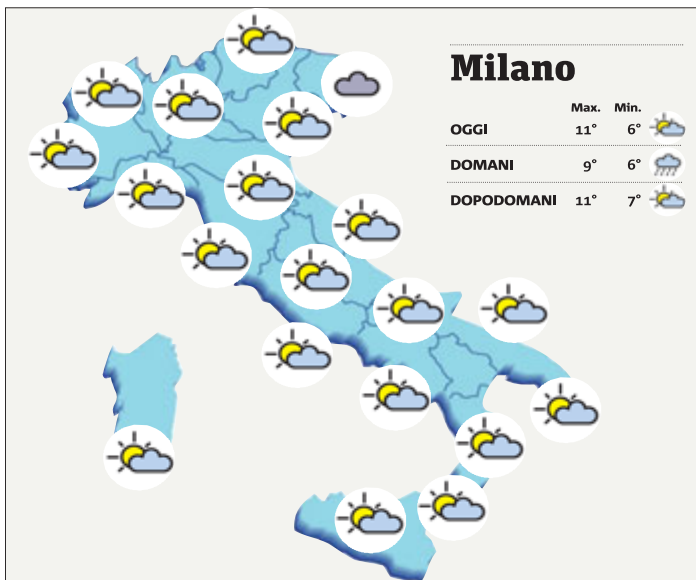 Milano
Max. Min.
OGGI 11° 6°
DOMANI 9° 6°
DOPODOMANI 11° 7°